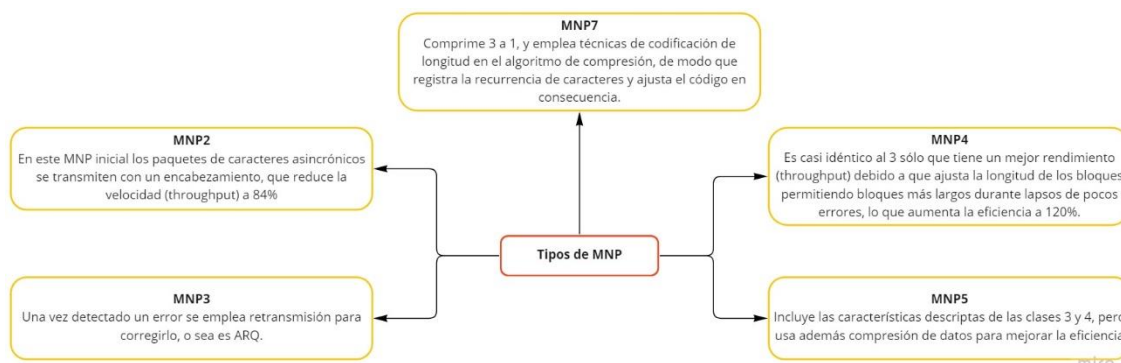 MNP7
Comprime 3 a 1, y emplea técnicas de codificación de
longitud en el algoritmo de compresión, de modo que
registra la recurrencia de caracteres y ajusta el código en
consecuencia.
MNP2
En este MNP inicial los paquetes de caracteres asincrónicos
se transmiten con un encabezamiento, que reduce la
velocidad (throughput) a 84%
MNP4
Es casi idéntico al 3 sólo que tiene un mejor rendimiento
(throughput) debido a que ajusta la longitud de los bloques
permitiendo bloques más largos durante lapsos de pocos
errores, lo que aumenta la eficiencia a 120%.
Tipos de MNP
MNP3
Una vez detectado un error se emplea retransmisión para
corregirlo, o sea es ARQ.
MNP5
Incluye las características descriptas de las clases 3 y 4, pero
usa además compresión de datos para mejorar la eficiencia
miro